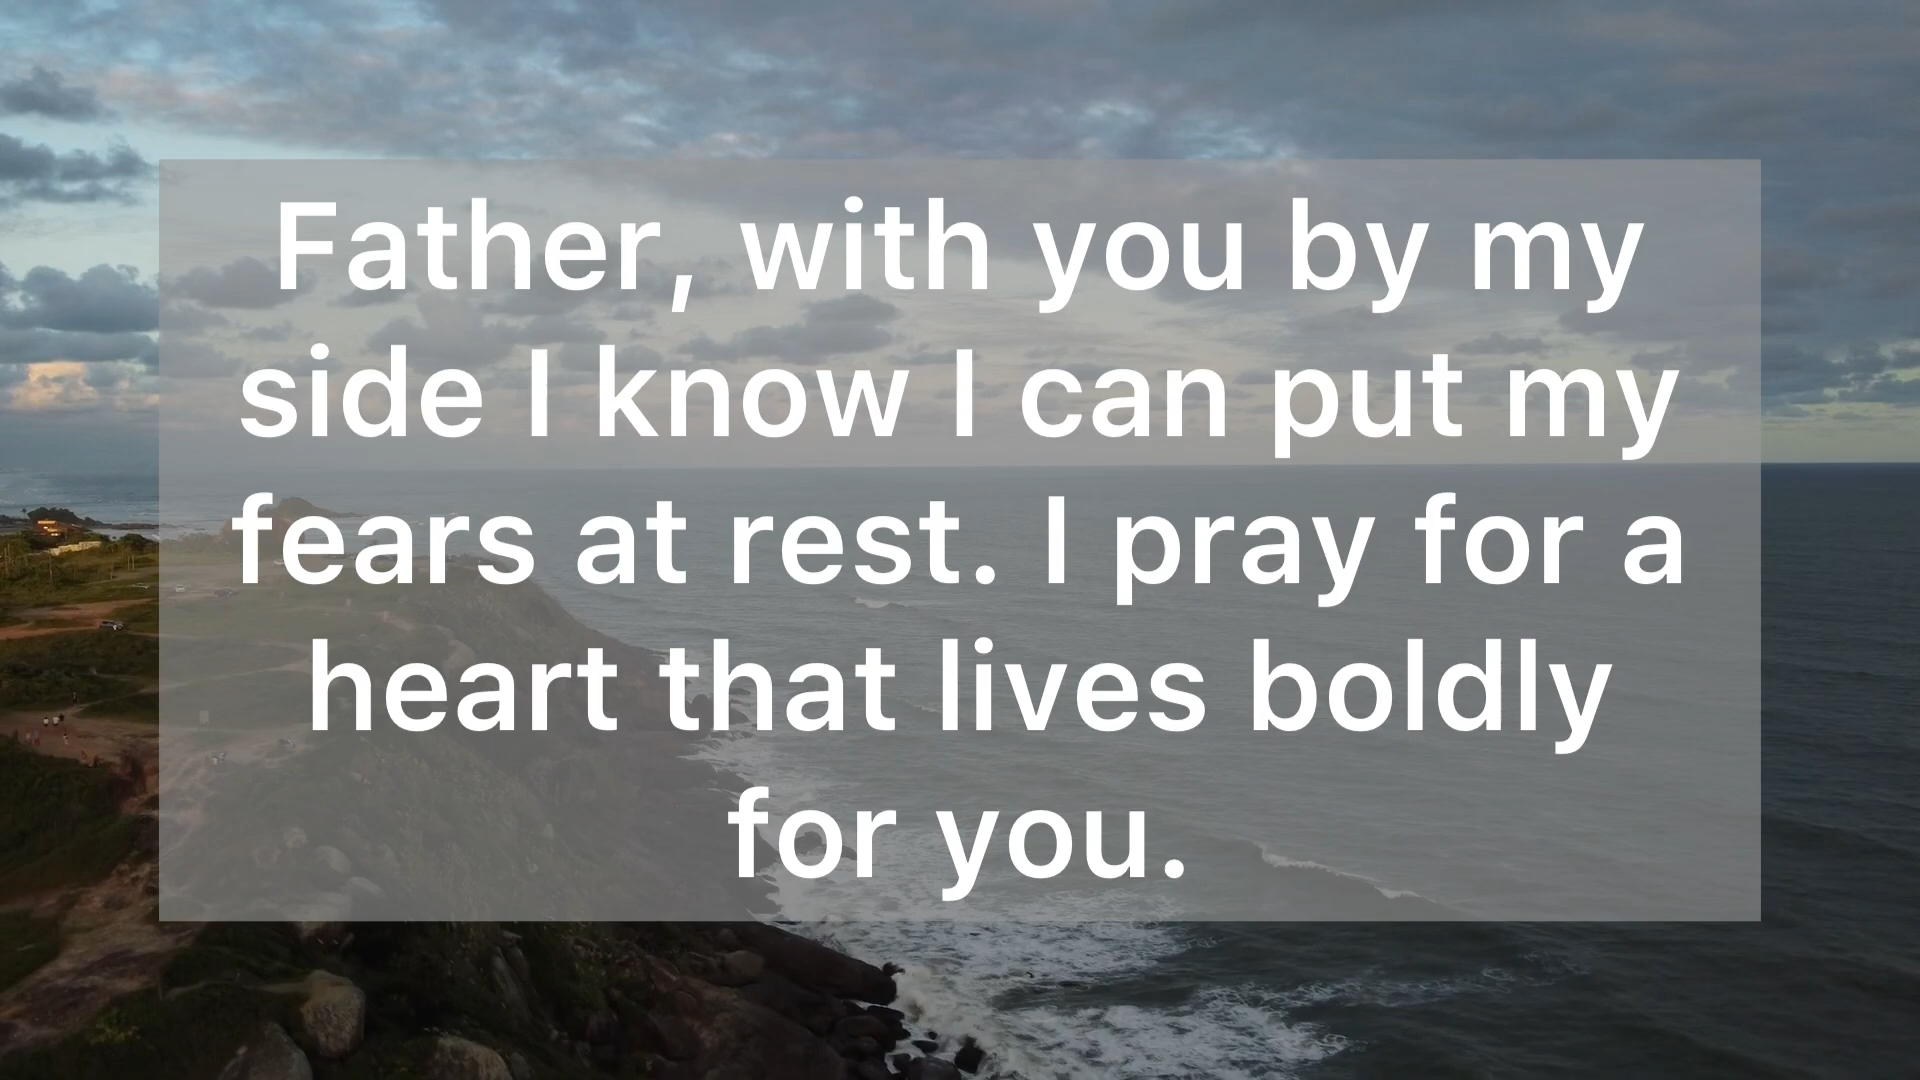 Father, with you by my
side I know I can put my
fears at rest. I pray for a
heart that lives boldly
for you.